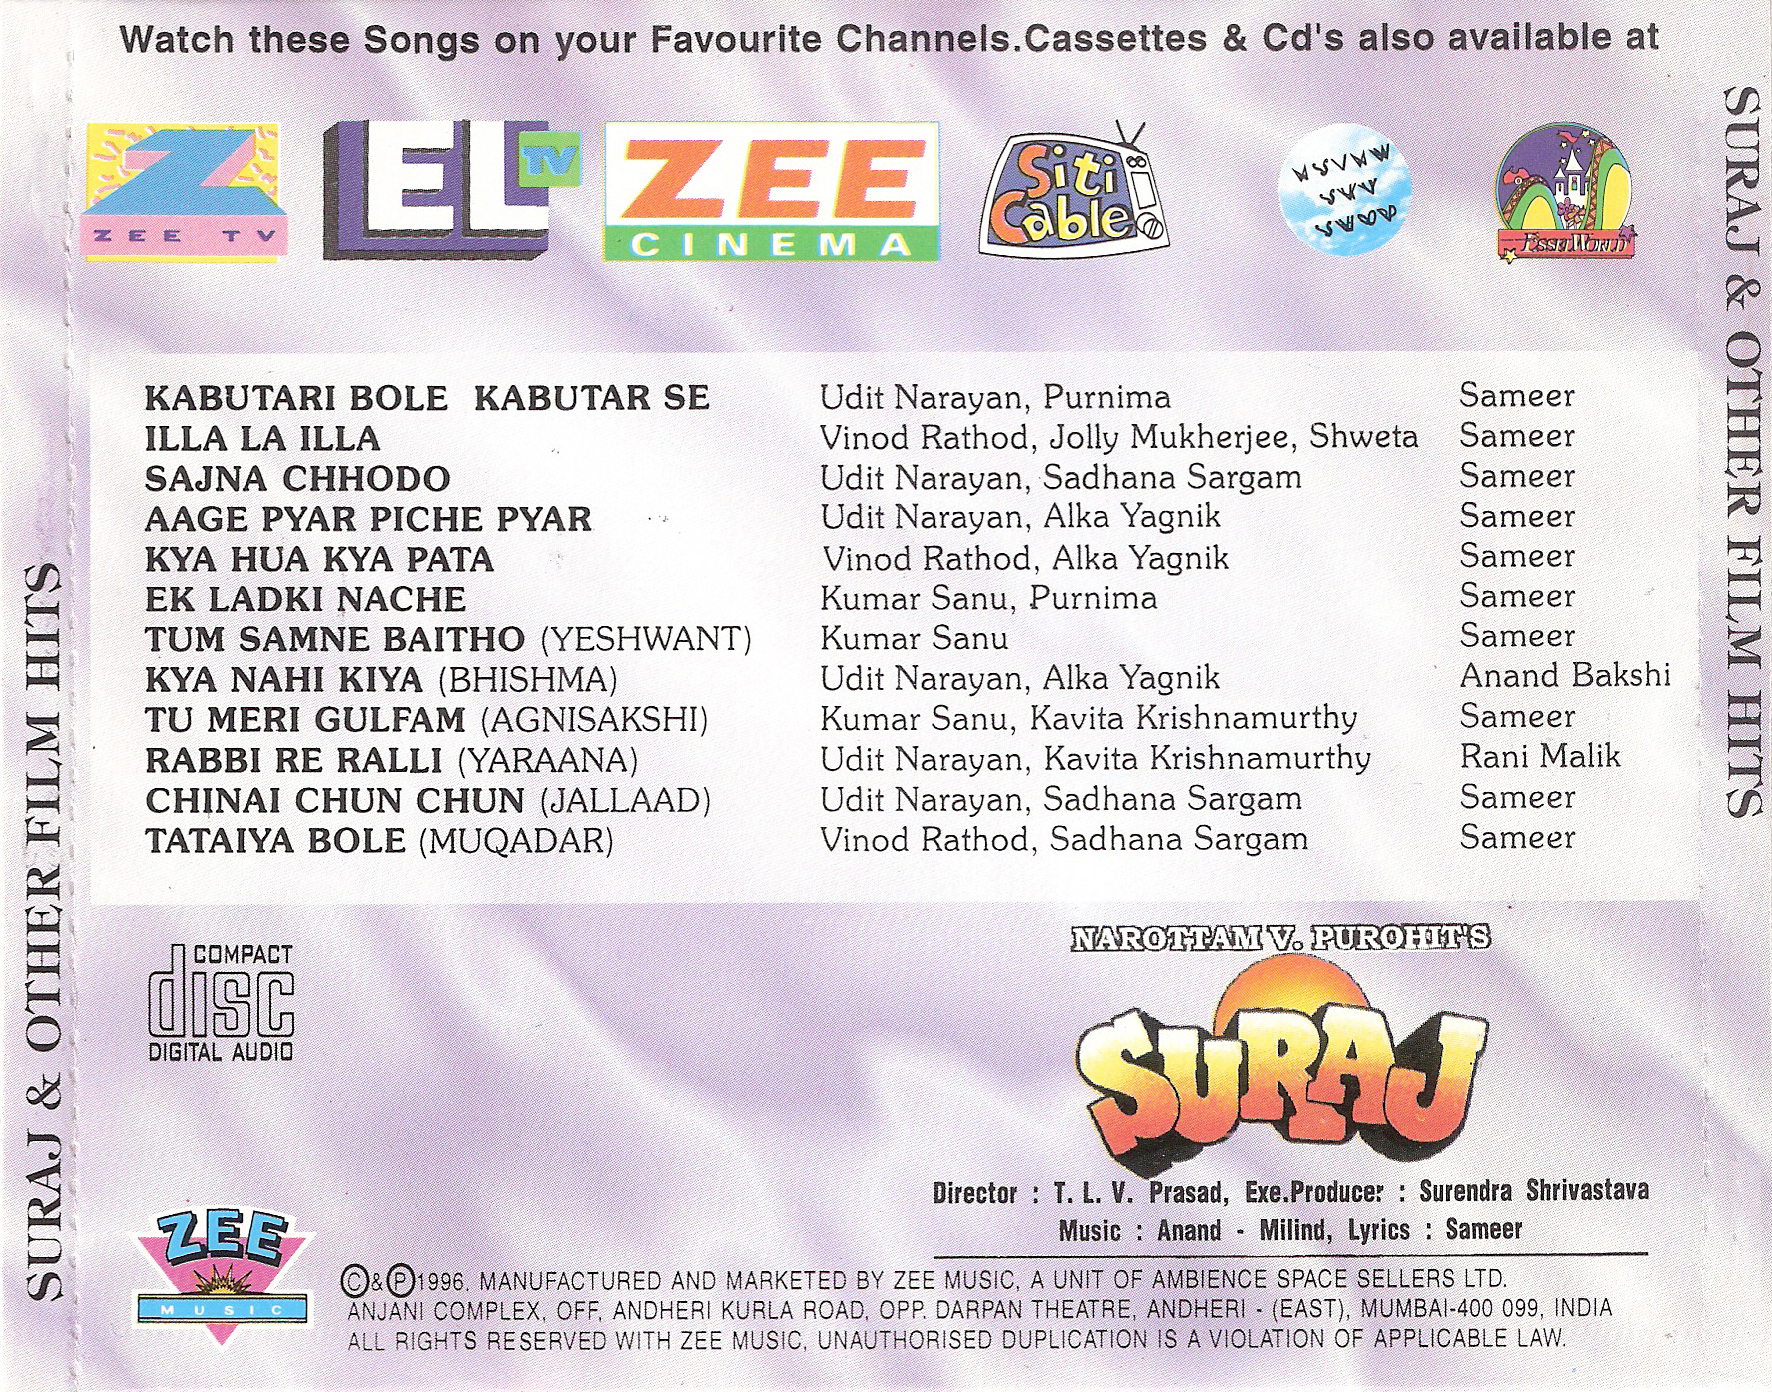 Watch these Songs on your Favourite Channels.Cassettes & Cd's also available at
Z
ZEE TV
EL TV
ZEE
CINEMA
Siti
Cable
ESSELWORLD
SURAJ & OTHER FILM HITS
SURAJ & OTHER FILM HITS
KABUTARI BOLE KABUTAR SE Udit Narayan, Purnima Sameer
ILLA LA ILLA Vinod Rathod, Jolly Mukherjee, Shweta Sameer
SAJNA CHHODO Udit Narayan, Sadhana Sargam Sameer
AAGE PYAR PICHE PYAR Udit Narayan, Alka Yagnik Sameer
KYA HUA KYA PATA Vinod Rathod, Alka Yagnik Sameer
EK LADKI NACHE Kumar Sanu, Purnima Sameer
TUM SAMNE BAITHO (YESHWANT) Kumar Sanu Sameer
KYA NAHI KIYA (BHISHMA) Udit Narayan, Alka Yagnik Anand Bakshi
TU MERI GULFAM (AGNISAKSHI) Kumar Sanu, Kavita Krishnamurthy Sameer
RABBI RE RALLI (YARAANA) Udit Narayan, Kavita Krishnamurthy Rani Malik
CHINAI CHUN CHUN (JALLAAD) Udit Narayan, Sadhana Sargam Sameer
TATAIYA BOLE (MUQADAR) Vinod Rathod, Sadhana Sargam Sameer
COMPACT
disc
DIGITAL AUDIO
NAROTTAM V. PUROHIT'S
SURAJ
Director : T. L. V. Prasad, Exe.Producer : Surendra Shrivastava
Music : Anand - Milind, Lyrics : Sameer
ZEE
MUSIC
©&℗1996. MANUFACTURED AND MARKETED BY ZEE MUSIC, A UNIT OF AMBIENCE SPACE SELLERS LTD.
ANJANI COMPLEX, OFF, ANDHERI KURLA ROAD, OPP. DARPAN THEATRE, ANDHERI - (EAST), MUMBAI-400 099, INDIA
ALL RIGHTS RESERVED WITH ZEE MUSIC, UNAUTHORISED DUPLICATION IS A VIOLATION OF APPLICABLE LAW.